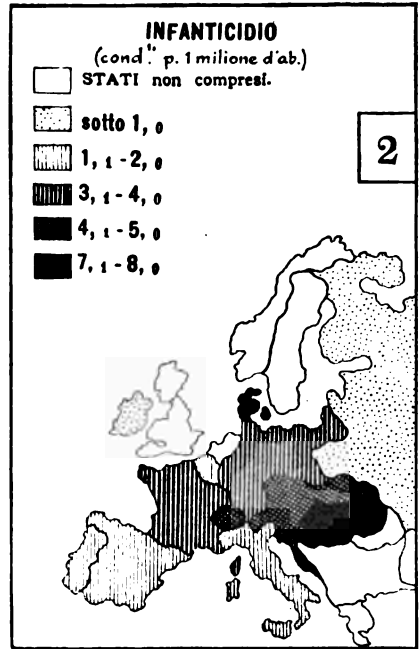 INFANTICIDIO
(cond.ⁿⁱ p. 1 milione d'ab.)
STATI non compresi.
sotto 1, 0
1, 1 - 2, 0
3, 1 - 4, 0
4, 1 - 5, 0
7, 1 - 8, 0
2